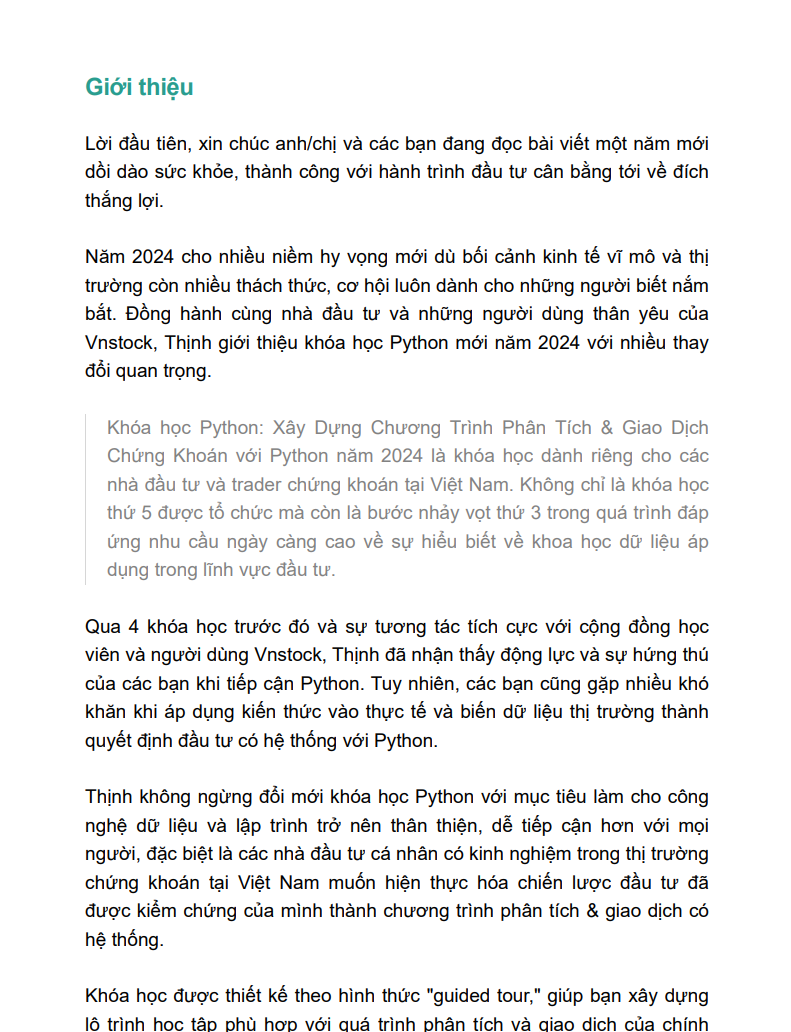 Giới thiệu
Lời đầu tiên, xin chúc anh/chị và các bạn đang đọc bài viết một năm mới
dồi dào sức khỏe, thành công với hành trình đầu tư cân bằng tới về đích
thắng lợi.
Năm 2024 cho nhiều niềm hy vọng mới dù bối cảnh kinh tế vĩ mô và thị
trường còn nhiều thách thức, cơ hội luôn dành cho những người biết nắm
bắt. Đồng hành cùng nhà đầu tư và những người dùng thân yêu của
Vnstock, Thịnh giới thiệu khóa học Python mới năm 2024 với nhiều thay
đổi quan trọng.
Khóa học Python: Xây Dựng Chương Trình Phân Tích & Giao Dịch
Chứng Khoán với Python năm 2024 là khóa học dành riêng cho các
nhà đầu tư và trader chứng khoán tại Việt Nam. Không chỉ là khóa học
thứ 5 được tổ chức mà còn là bước nhảy vọt thứ 3 trong quá trình đáp
ứng nhu cầu ngày càng cao về sự hiểu biết về khoa học dữ liệu áp
dụng trong lĩnh vực đầu tư.
Qua 4 khóa học trước đó và sự tương tác tích cực với cộng đồng học
viên và người dùng Vnstock, Thịnh đã nhận thấy động lực và sự hứng thú
của các bạn khi tiếp cận Python. Tuy nhiên, các bạn cũng gặp nhiều khó
khăn khi áp dụng kiến thức vào thực tế và biến dữ liệu thị trường thành
quyết định đầu tư có hệ thống với Python.
Thịnh không ngừng đổi mới khóa học Python với mục tiêu làm cho công
nghệ dữ liệu và lập trình trở nên thân thiện, dễ tiếp cận hơn với mọi
người, đặc biệt là các nhà đầu tư cá nhân có kinh nghiệm trong thị trường
chứng khoán tại Việt Nam muốn hiện thực hóa chiến lược đầu tư đã
được kiểm chứng của mình thành chương trình phân tích & giao dịch có
hệ thống.
Khóa học được thiết kế theo hình thức "guided tour," giúp bạn xây dựng
lộ trình học tập phù hợp với quá trình phân tích và giao dịch của chính